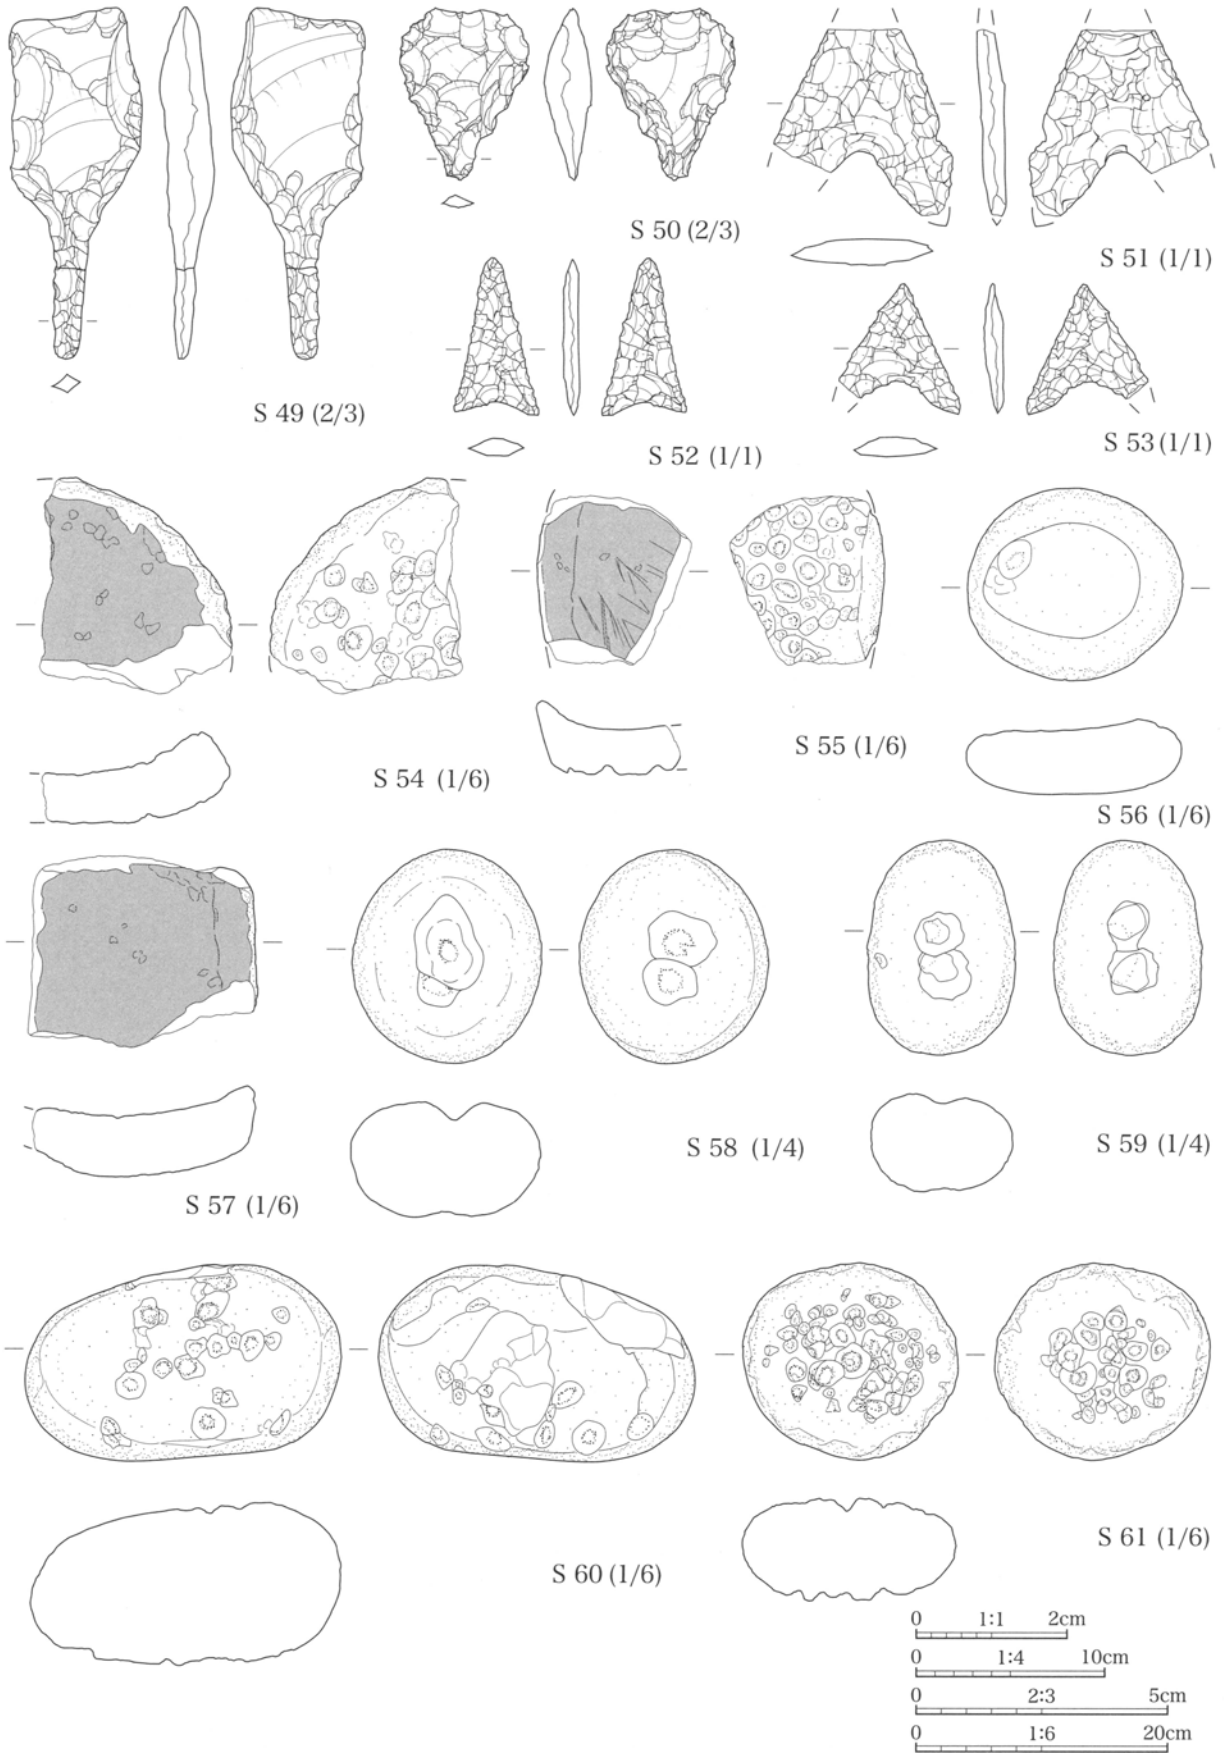 S 50 (2/3)
S 51 (1/1)
S 49 (2/3)
S 52 (1/1)
S 53 (1/1)
S 54 (1/6)
S 55 (1/6)
S 56 (1/6)
S 57 (1/6)
S 58 (1/4)
S 59 (1/4)
S 60 (1/6)
S 61 (1/6)
0 1:1 2cm
0 1:4 10cm
0 2:3 5cm
0 1:6 20cm